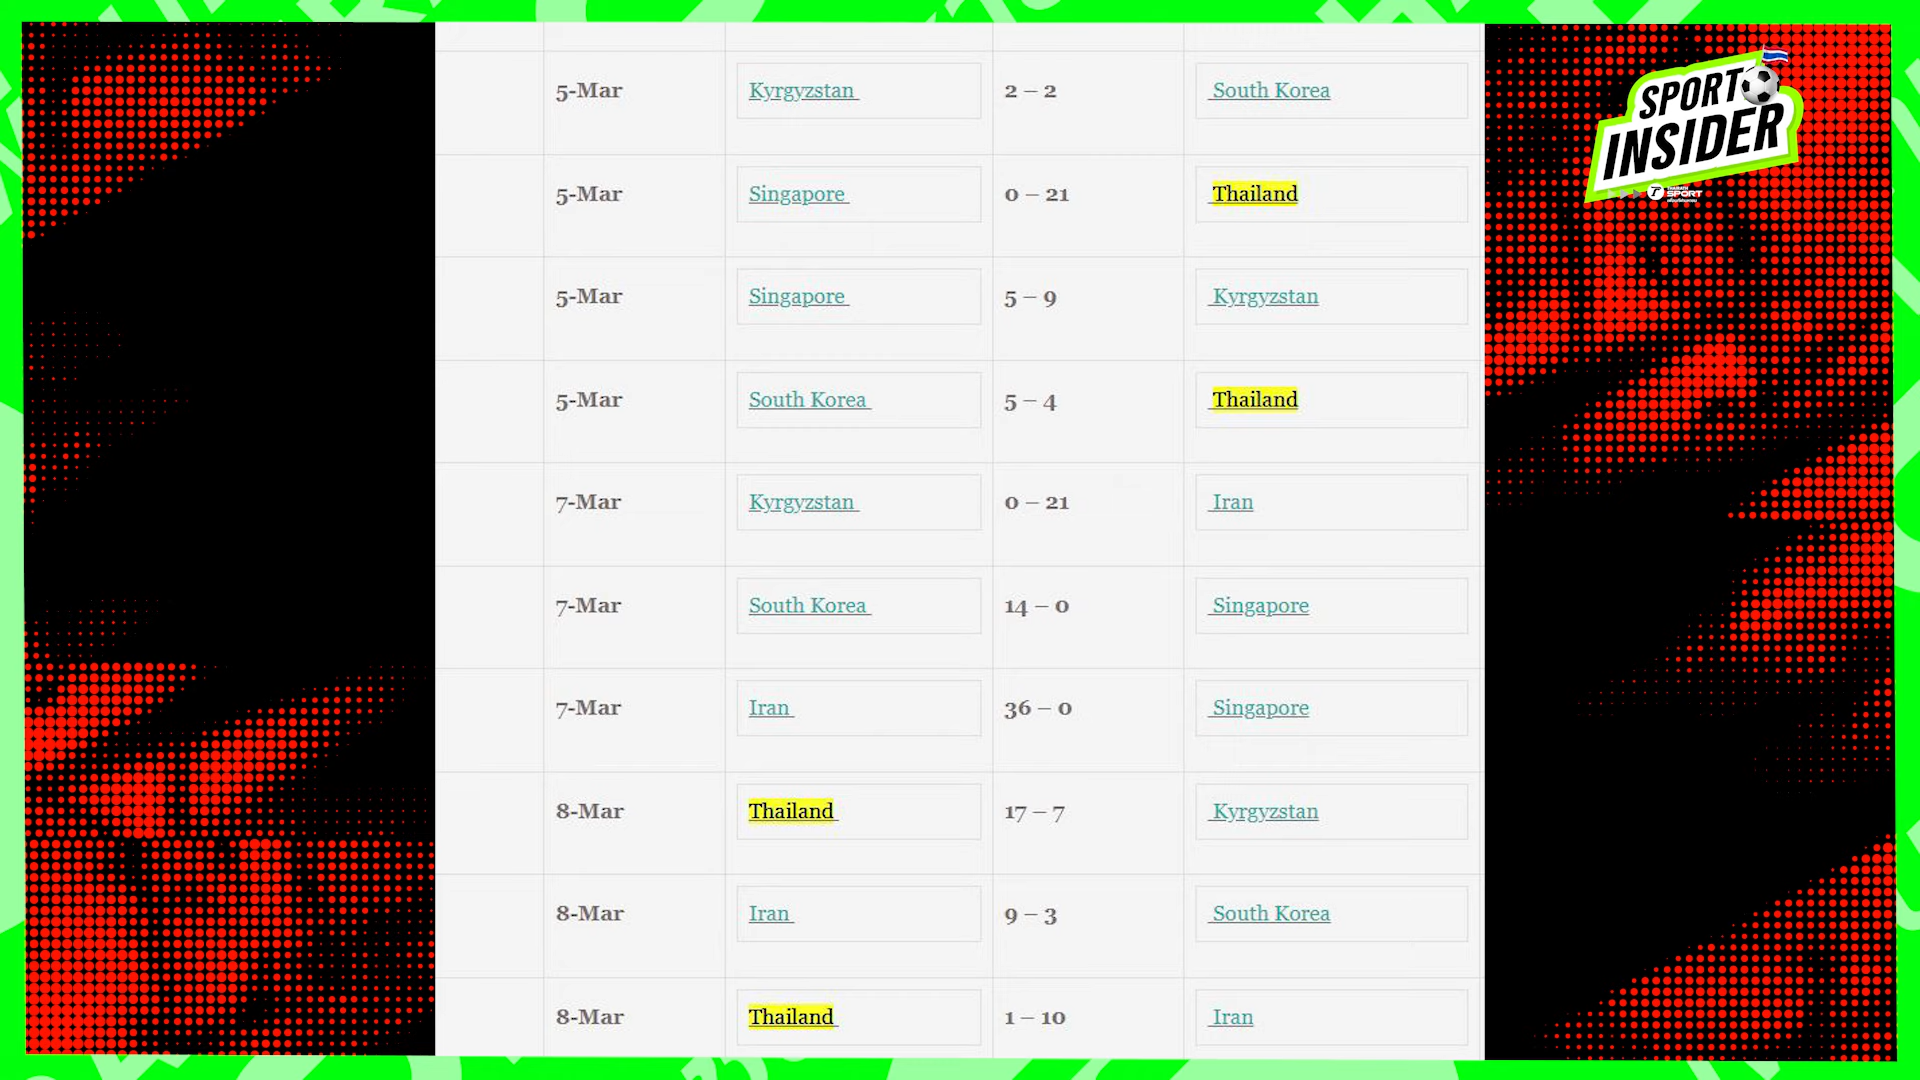 SPORT
INSIDER
THAIRATH
SPORT
5-Mar Kyrgyzstan 2 – 2 South Korea
5-Mar Singapore 0 – 21 Thailand
5-Mar Singapore 5 – 9 Kyrgyzstan
5-Mar South Korea 5 – 4 Thailand
7-Mar Kyrgyzstan 0 – 21 Iran
7-Mar South Korea 14 – 0 Singapore
7-Mar Iran 36 – 0 Singapore
8-Mar Thailand 17 – 7 Kyrgyzstan
8-Mar Iran 9 – 3 South Korea
8-Mar Thailand 1 – 10 Iran